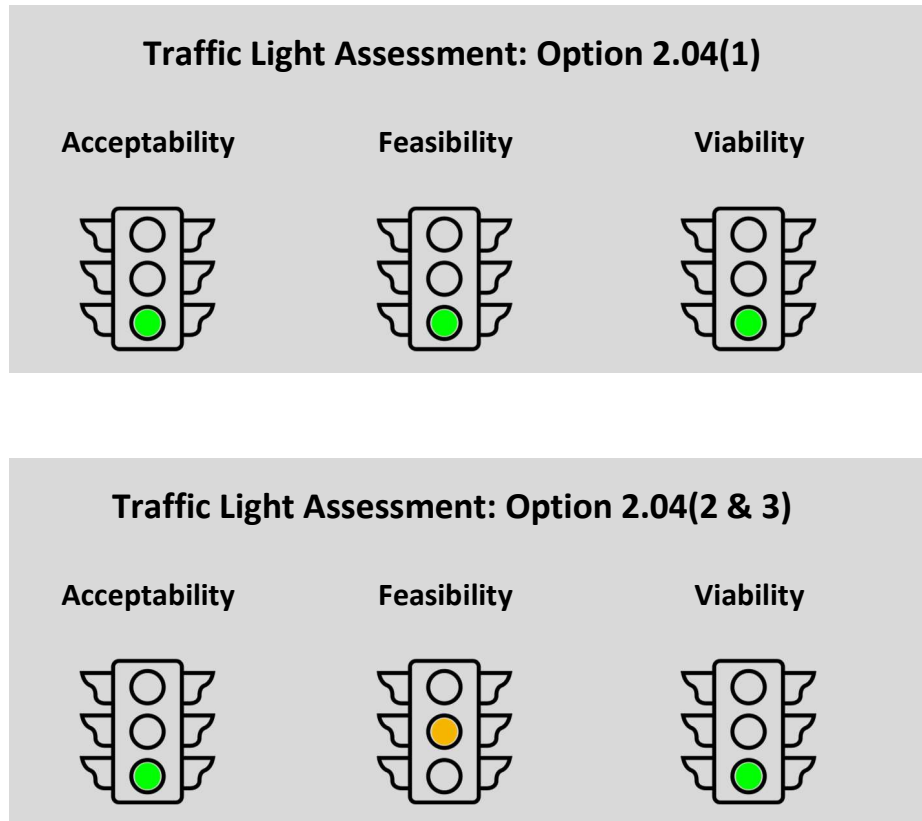 Traffic Light Assessment: Option 2.04(1)
Acceptability Feasibility Viability
Traffic Light Assessment: Option 2.04(2 & 3)
Acceptability Feasibility Viability